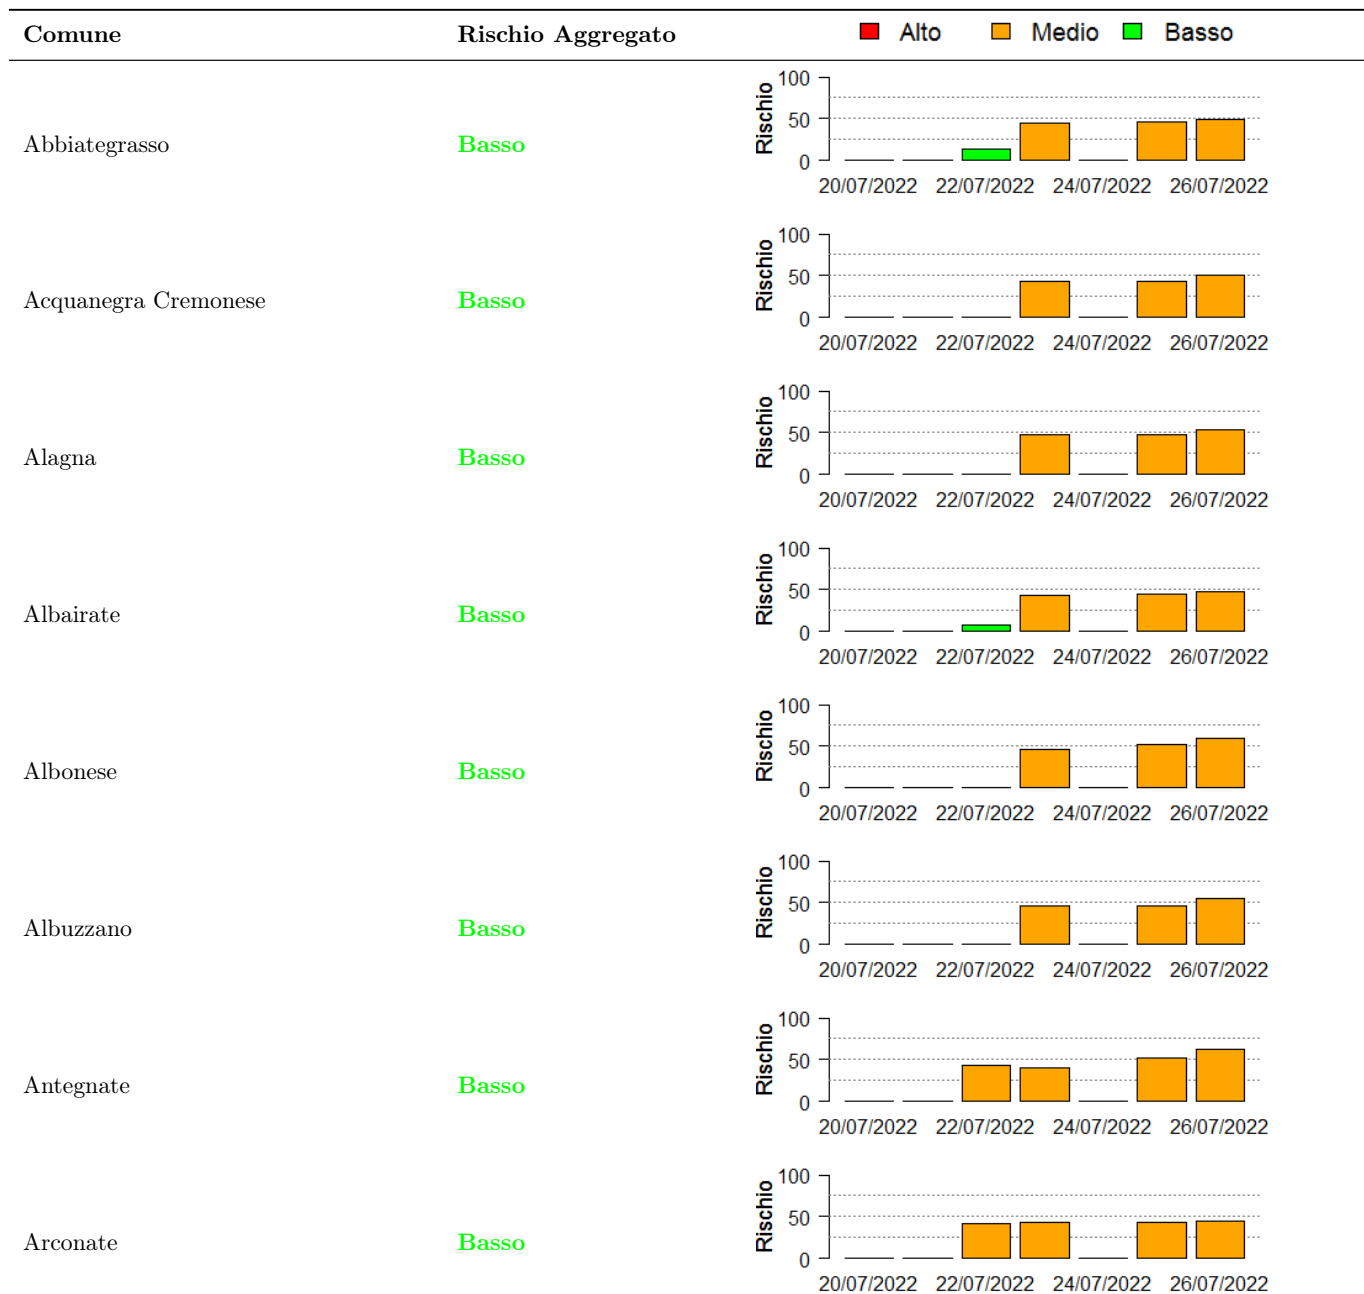 Comune Rischio Aggregato Alto Medio Basso
100
50
0
Rischio
Abbiategrasso Basso
20/07/2022 22/07/2022 24/07/2022 26/07/2022
100
50
0
Rischio
Acquanegra Cremonese Basso
20/07/2022 22/07/2022 24/07/2022 26/07/2022
100
50
0
Rischio
Alagna Basso
20/07/2022 22/07/2022 24/07/2022 26/07/2022
100
50
0
Rischio
Albairate Basso
20/07/2022 22/07/2022 24/07/2022 26/07/2022
100
50
0
Rischio
Albonese Basso
20/07/2022 22/07/2022 24/07/2022 26/07/2022
100
50
0
Rischio
Albuzzano Basso
20/07/2022 22/07/2022 24/07/2022 26/07/2022
100
50
0
Rischio
Antegnate Basso
20/07/2022 22/07/2022 24/07/2022 26/07/2022
100
50
0
Rischio
Arconate Basso
20/07/2022 22/07/2022 24/07/2022 26/07/2022